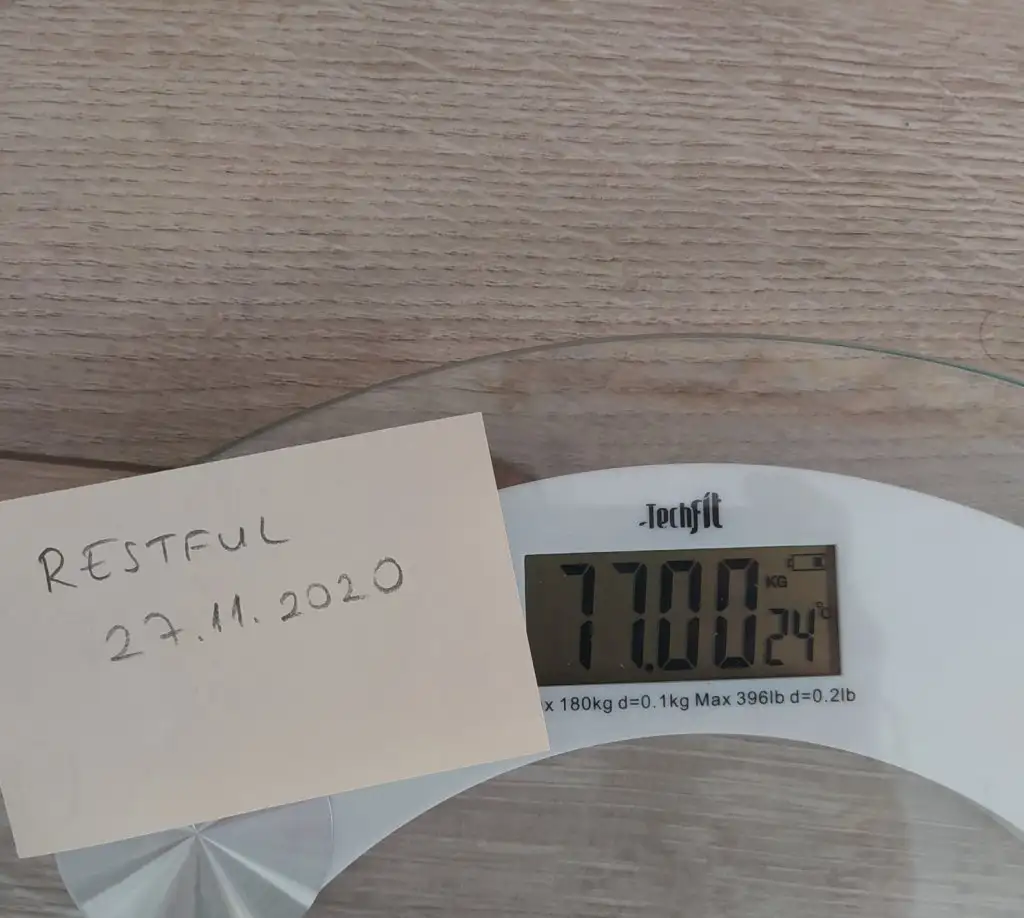 RESTFUL
27.11.2020
Techfit
77.00 KG
24°C
x 180kg d=0.1kg Max 396lb d=0.2lb